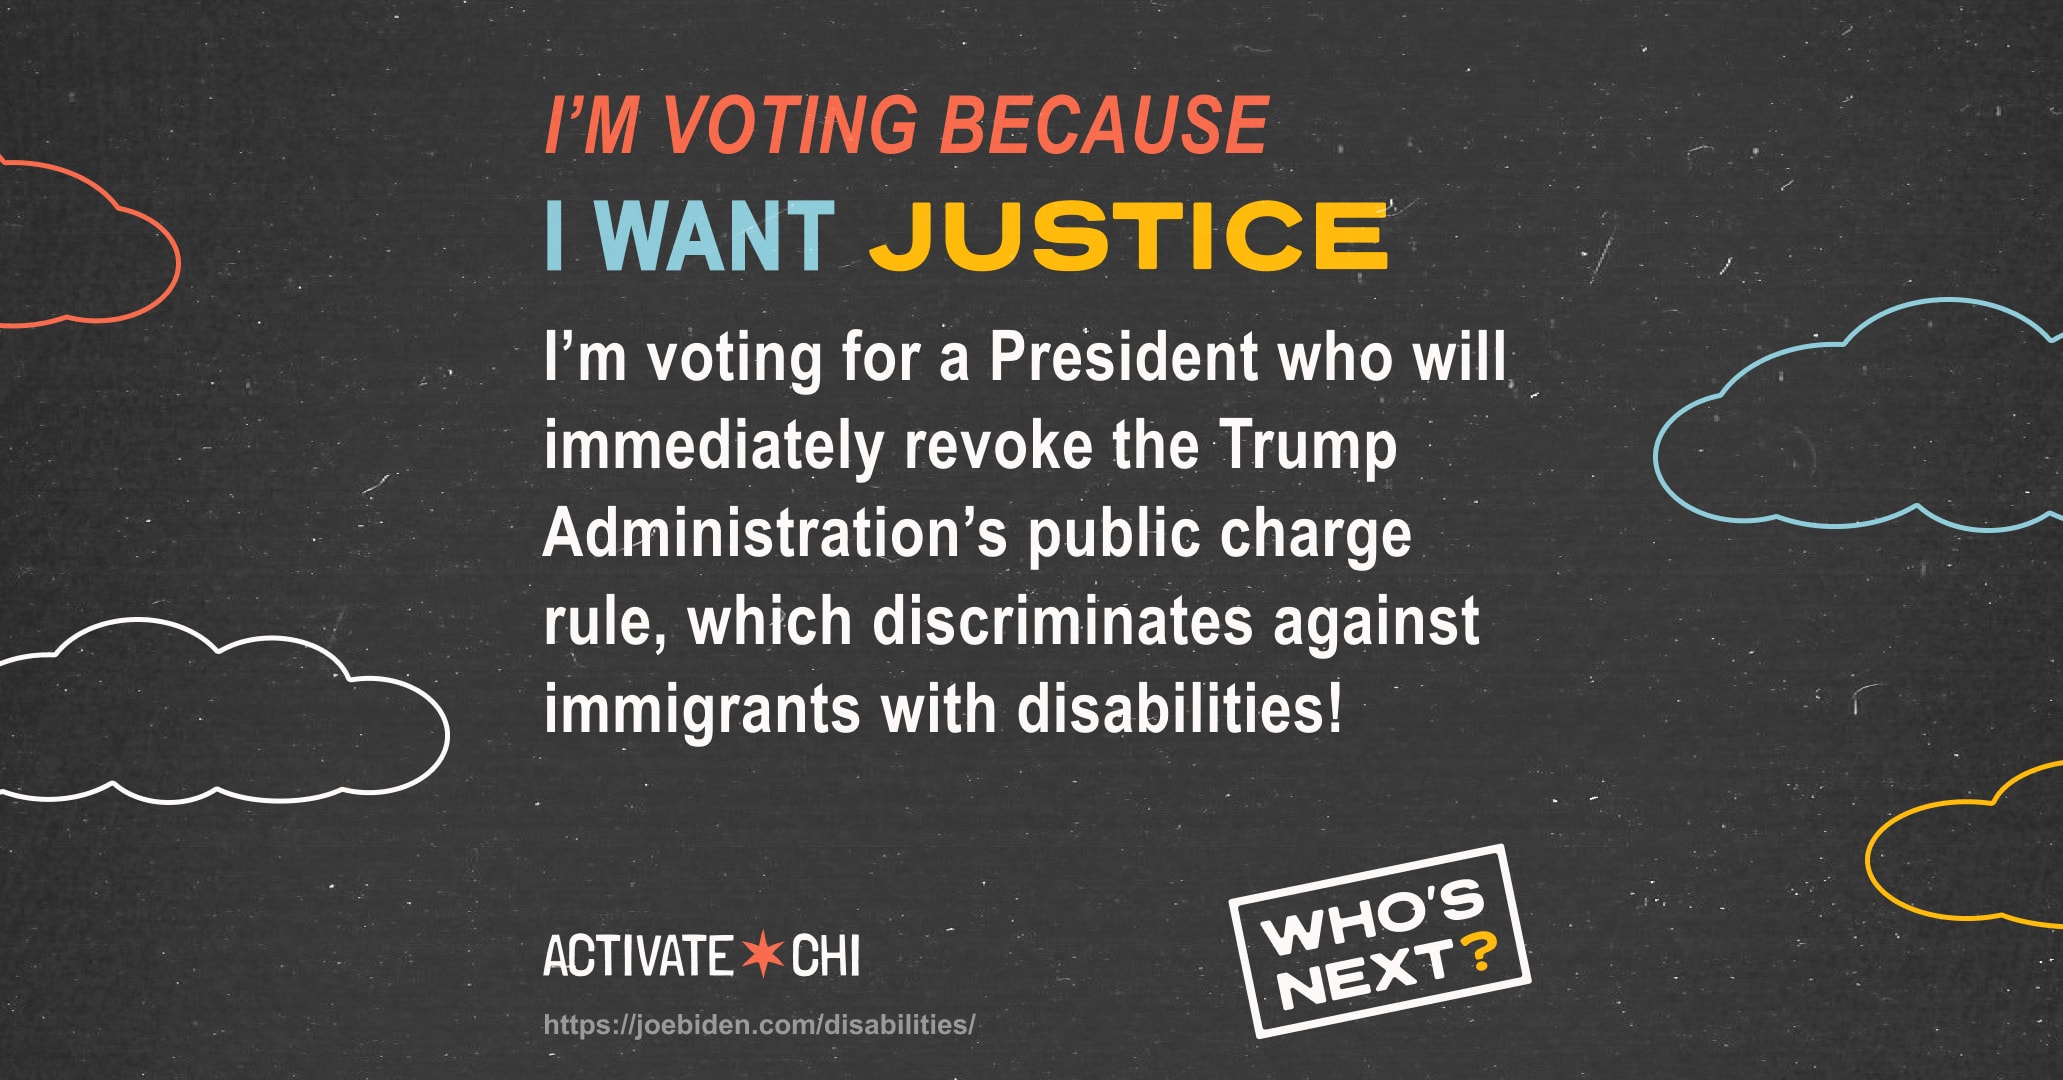 I'M VOTING BECAUSE
I WANT JUSTICE
I'm voting for a President who will
immediately revoke the Trump
Administration's public charge
rule, which discriminates against
immigrants with disabilities!
ACTIVATE CHI
https://joebiden.com/disabilities/
WHO'S
NEXT?